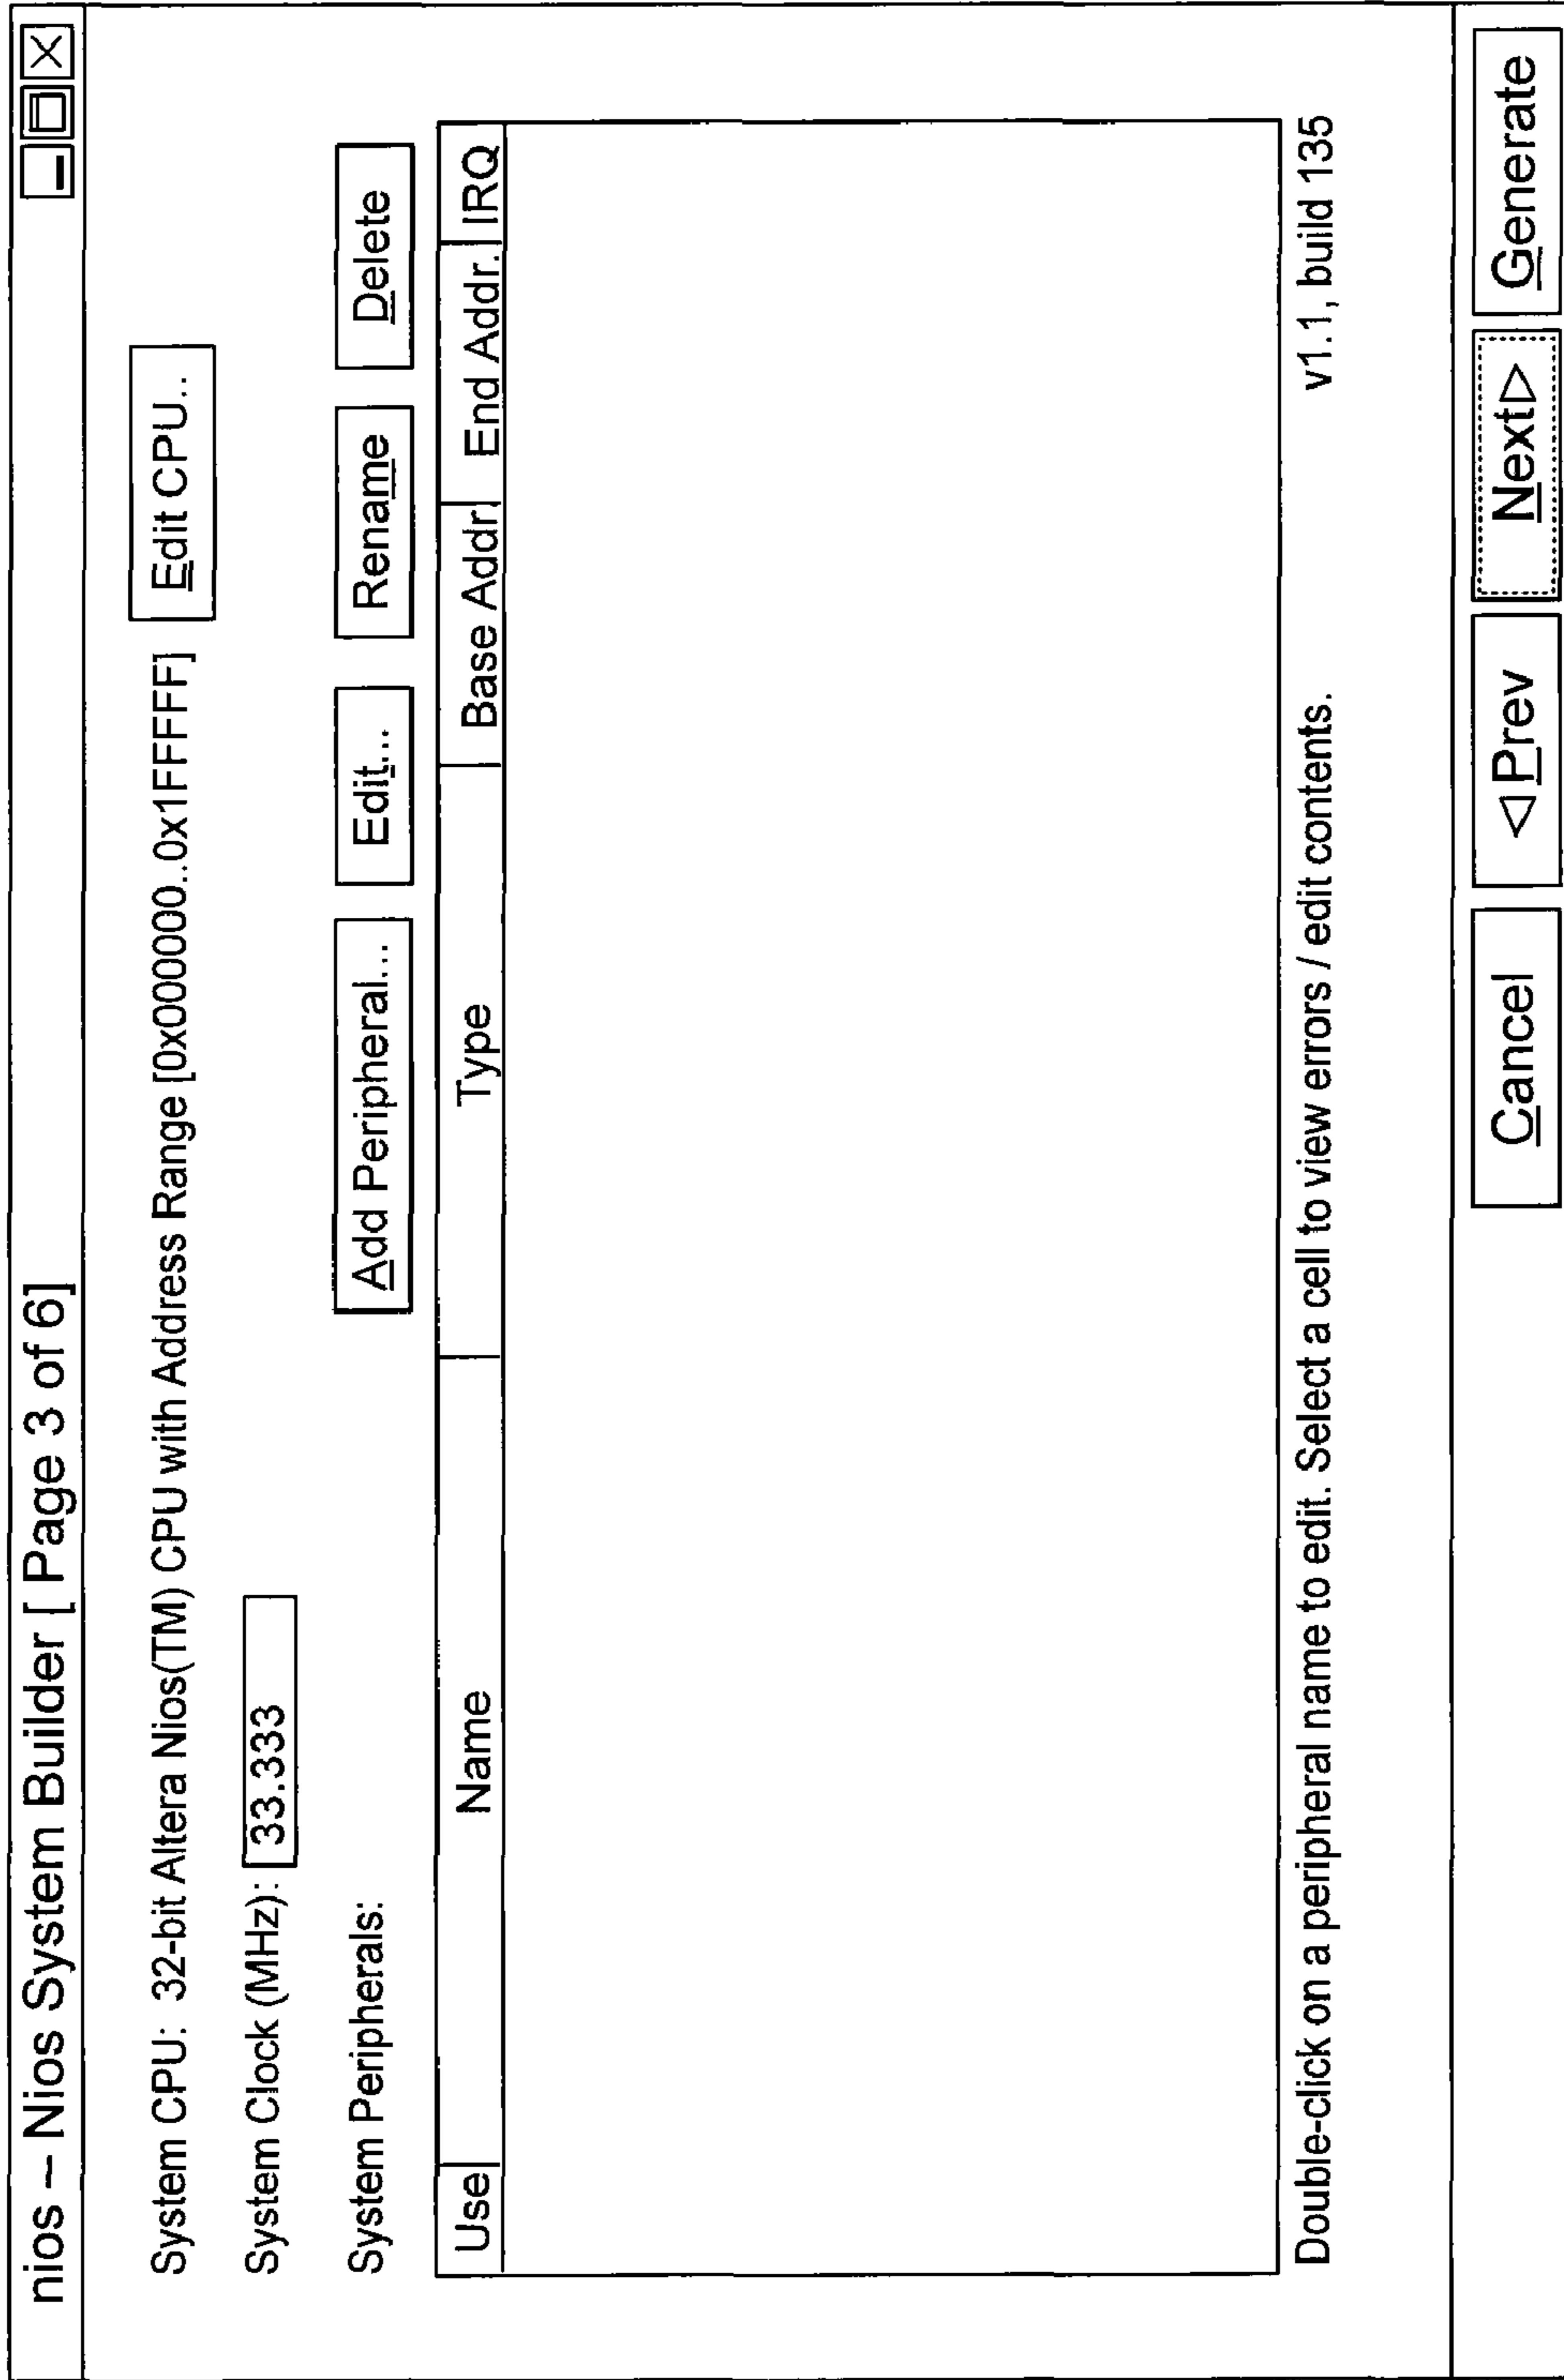 nios – Nios System Builder [ Page 3 of 6]
System CPU: 32-bit Altera Nios(TM) CPU with Address Range [0x000000..0x1FFFFF] Edit CPU..
System Clock (MHz): 33.333
System Peripherals: Add Peripheral... Edit... Rename Delete
Use Name Type Base Addr End Addr. IRQ
Double-click on a peripheral name to edit. Select a cell to view errors / edit contents. v1.1, build 135
Cancel ◁Prev Next▷ Generate